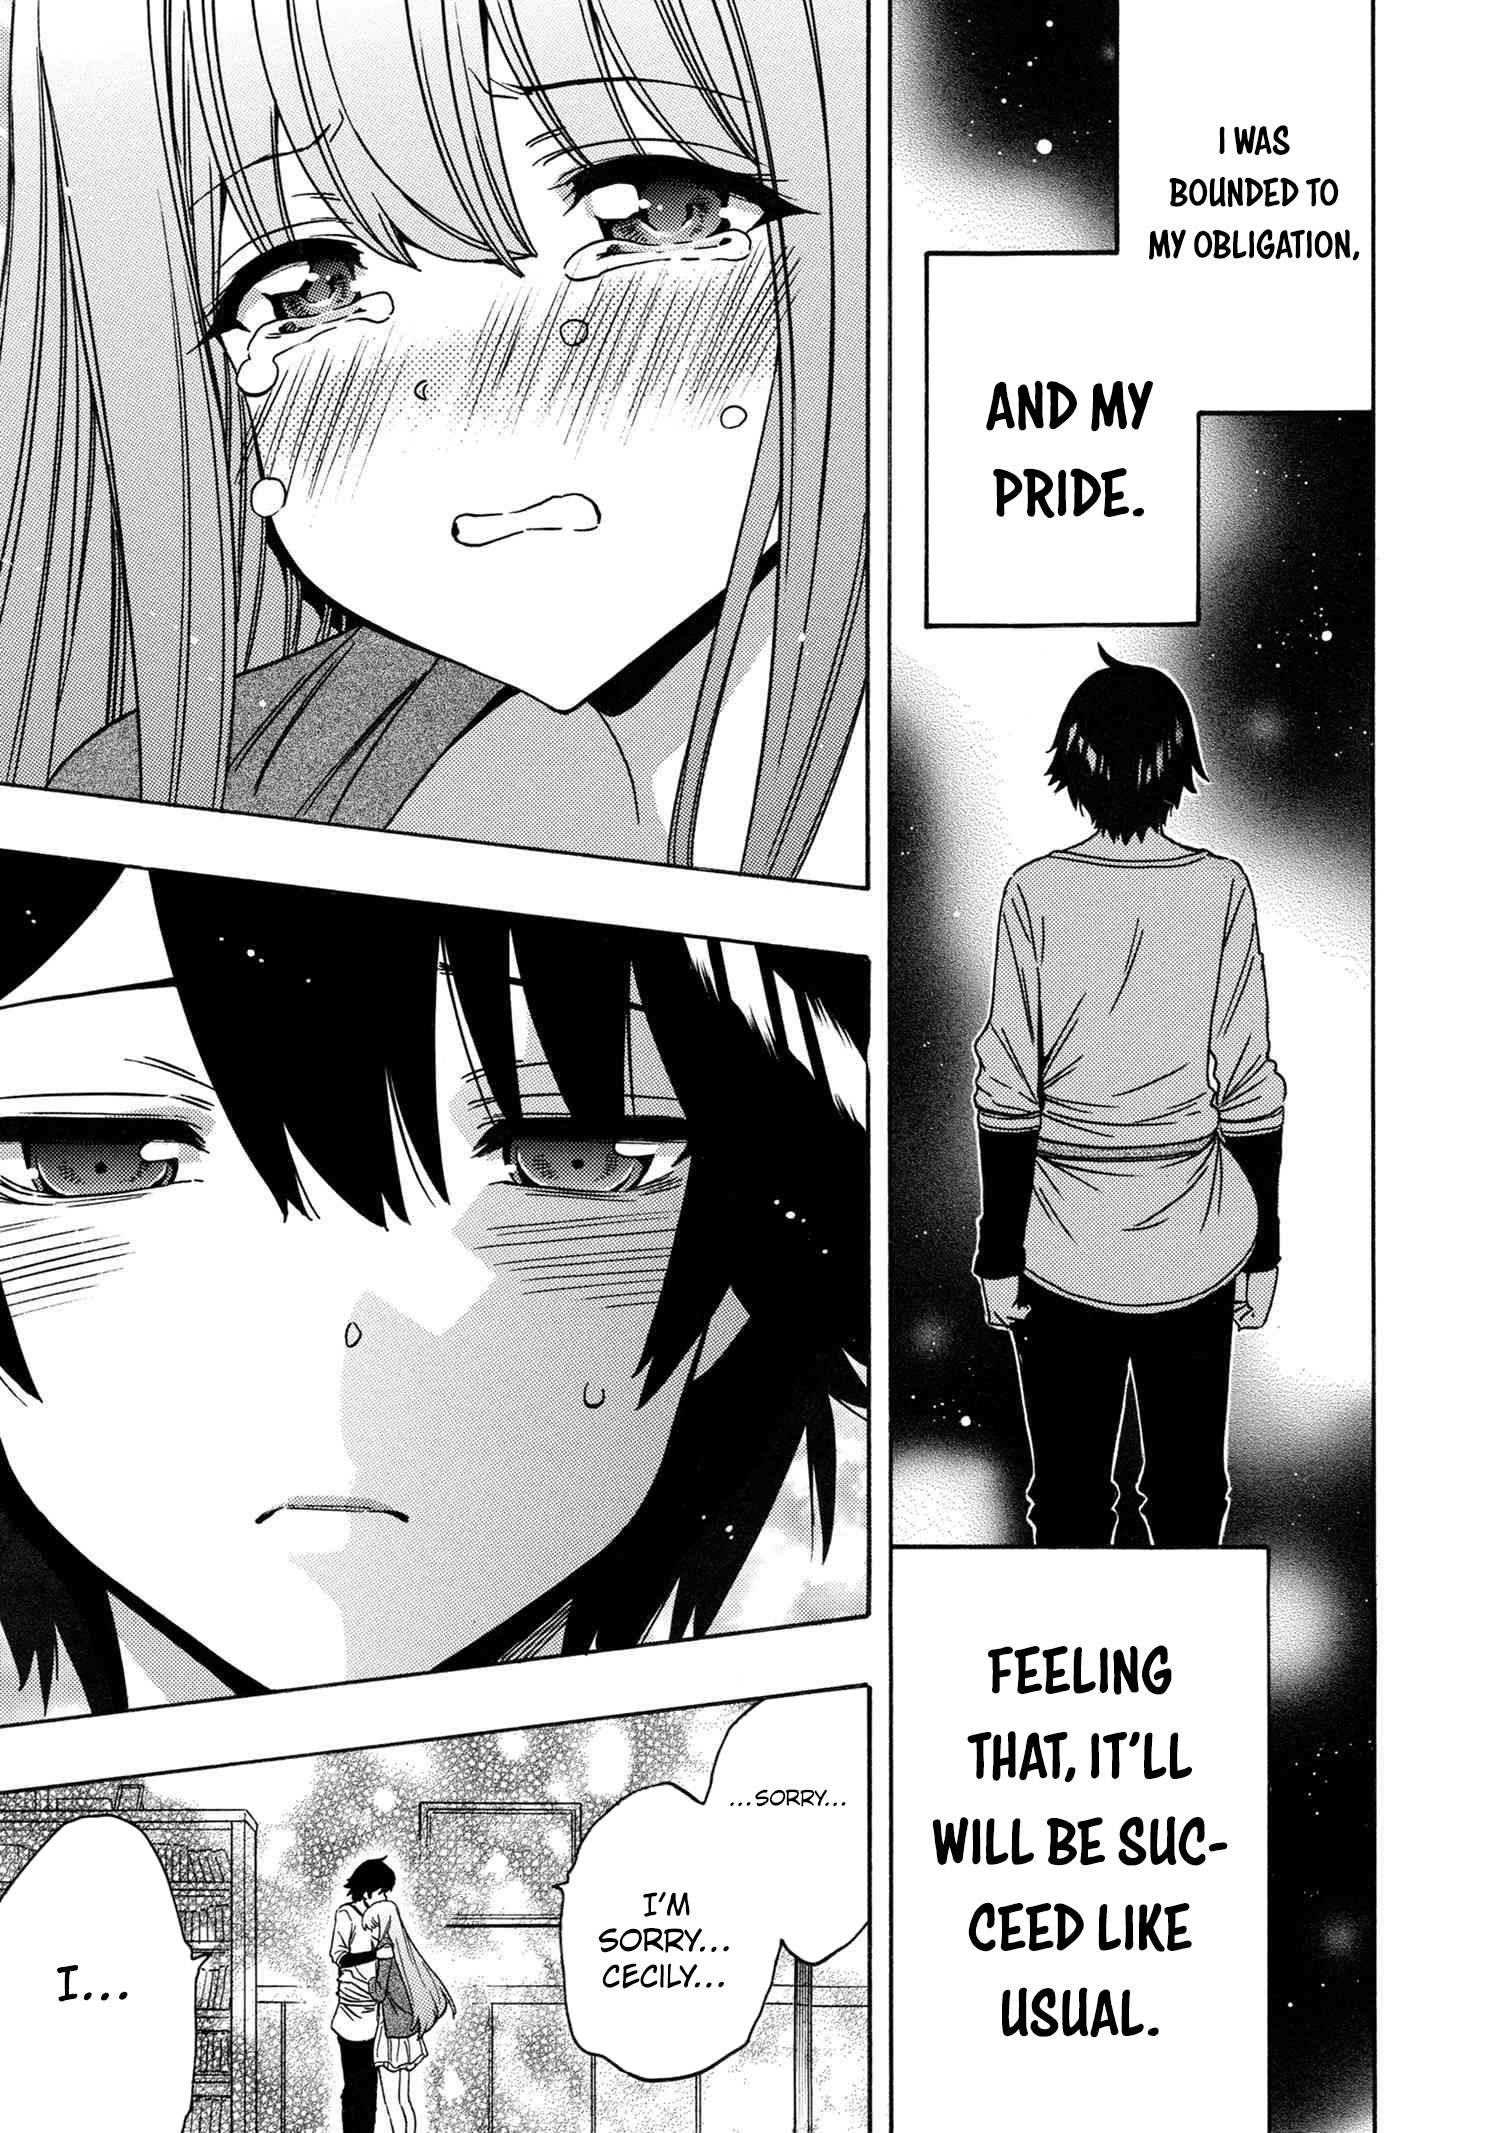 I WAS
BOUNDED TO
MY OBLIGATION,
AND MY
PRIDE.
FEELING
THAT, IT'LL
WILL BE SUC-
CEED LIKE
USUAL.
...SORRY...
I'M
SORRY...
CECILY...
I...